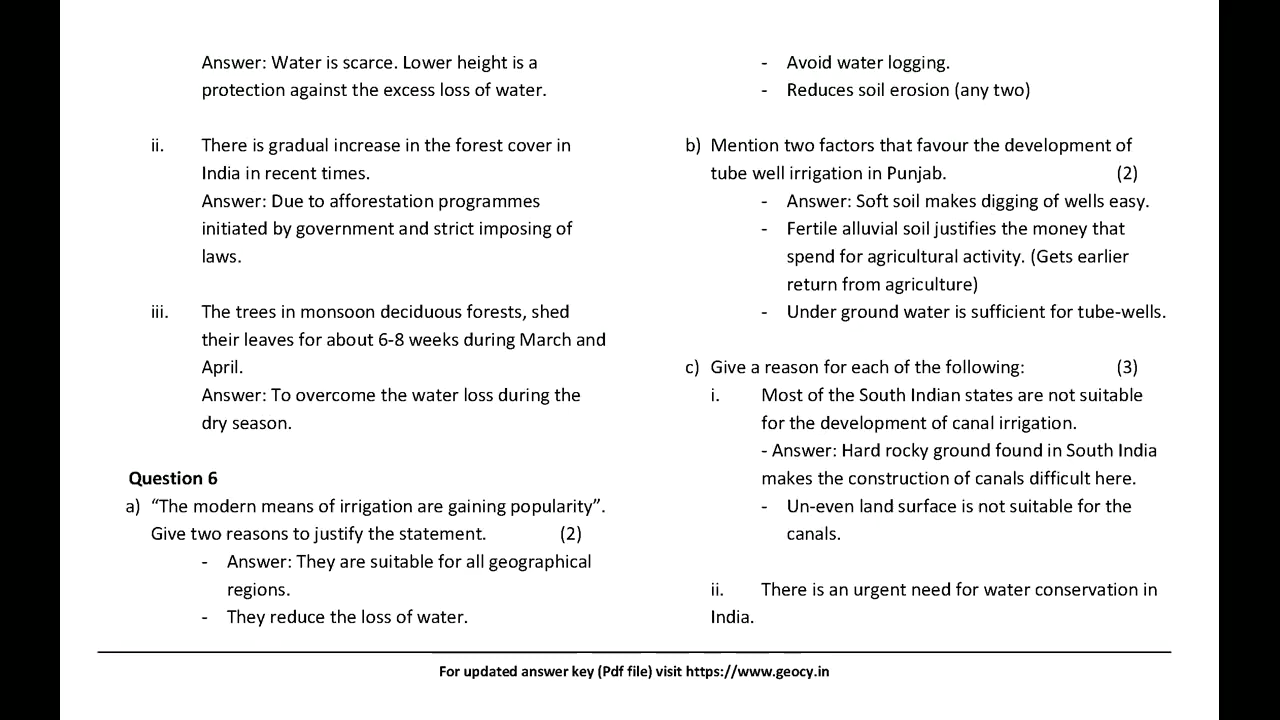 Answer: Water is scarce. Lower height is a
protection against the excess loss of water.
ii. There is gradual increase in the forest cover in
India in recent times.
Answer: Due to afforestation programmes
initiated by government and strict imposing of
laws.
iii. The trees in monsoon deciduous forests, shed
their leaves for about 6-8 weeks during March and
April.
Answer: To overcome the water loss during the
dry season.
Question 6
a) “The modern means of irrigation are gaining popularity”.
Give two reasons to justify the statement. (2)
- Answer: They are suitable for all geographical
regions.
- They reduce the loss of water.
- Avoid water logging.
- Reduces soil erosion (any two)
b) Mention two factors that favour the development of
tube well irrigation in Punjab. (2)
- Answer: Soft soil makes digging of wells easy.
- Fertile alluvial soil justifies the money that
spend for agricultural activity. (Gets earlier
return from agriculture)
- Under ground water is sufficient for tube-wells.
c) Give a reason for each of the following: (3)
i. Most of the South Indian states are not suitable
for the development of canal irrigation.
- Answer: Hard rocky ground found in South India
makes the construction of canals difficult here.
- Un-even land surface is not suitable for the
canals.
ii. There is an urgent need for water conservation in
India.
For updated answer key (Pdf file) visit https://www.geocy.in